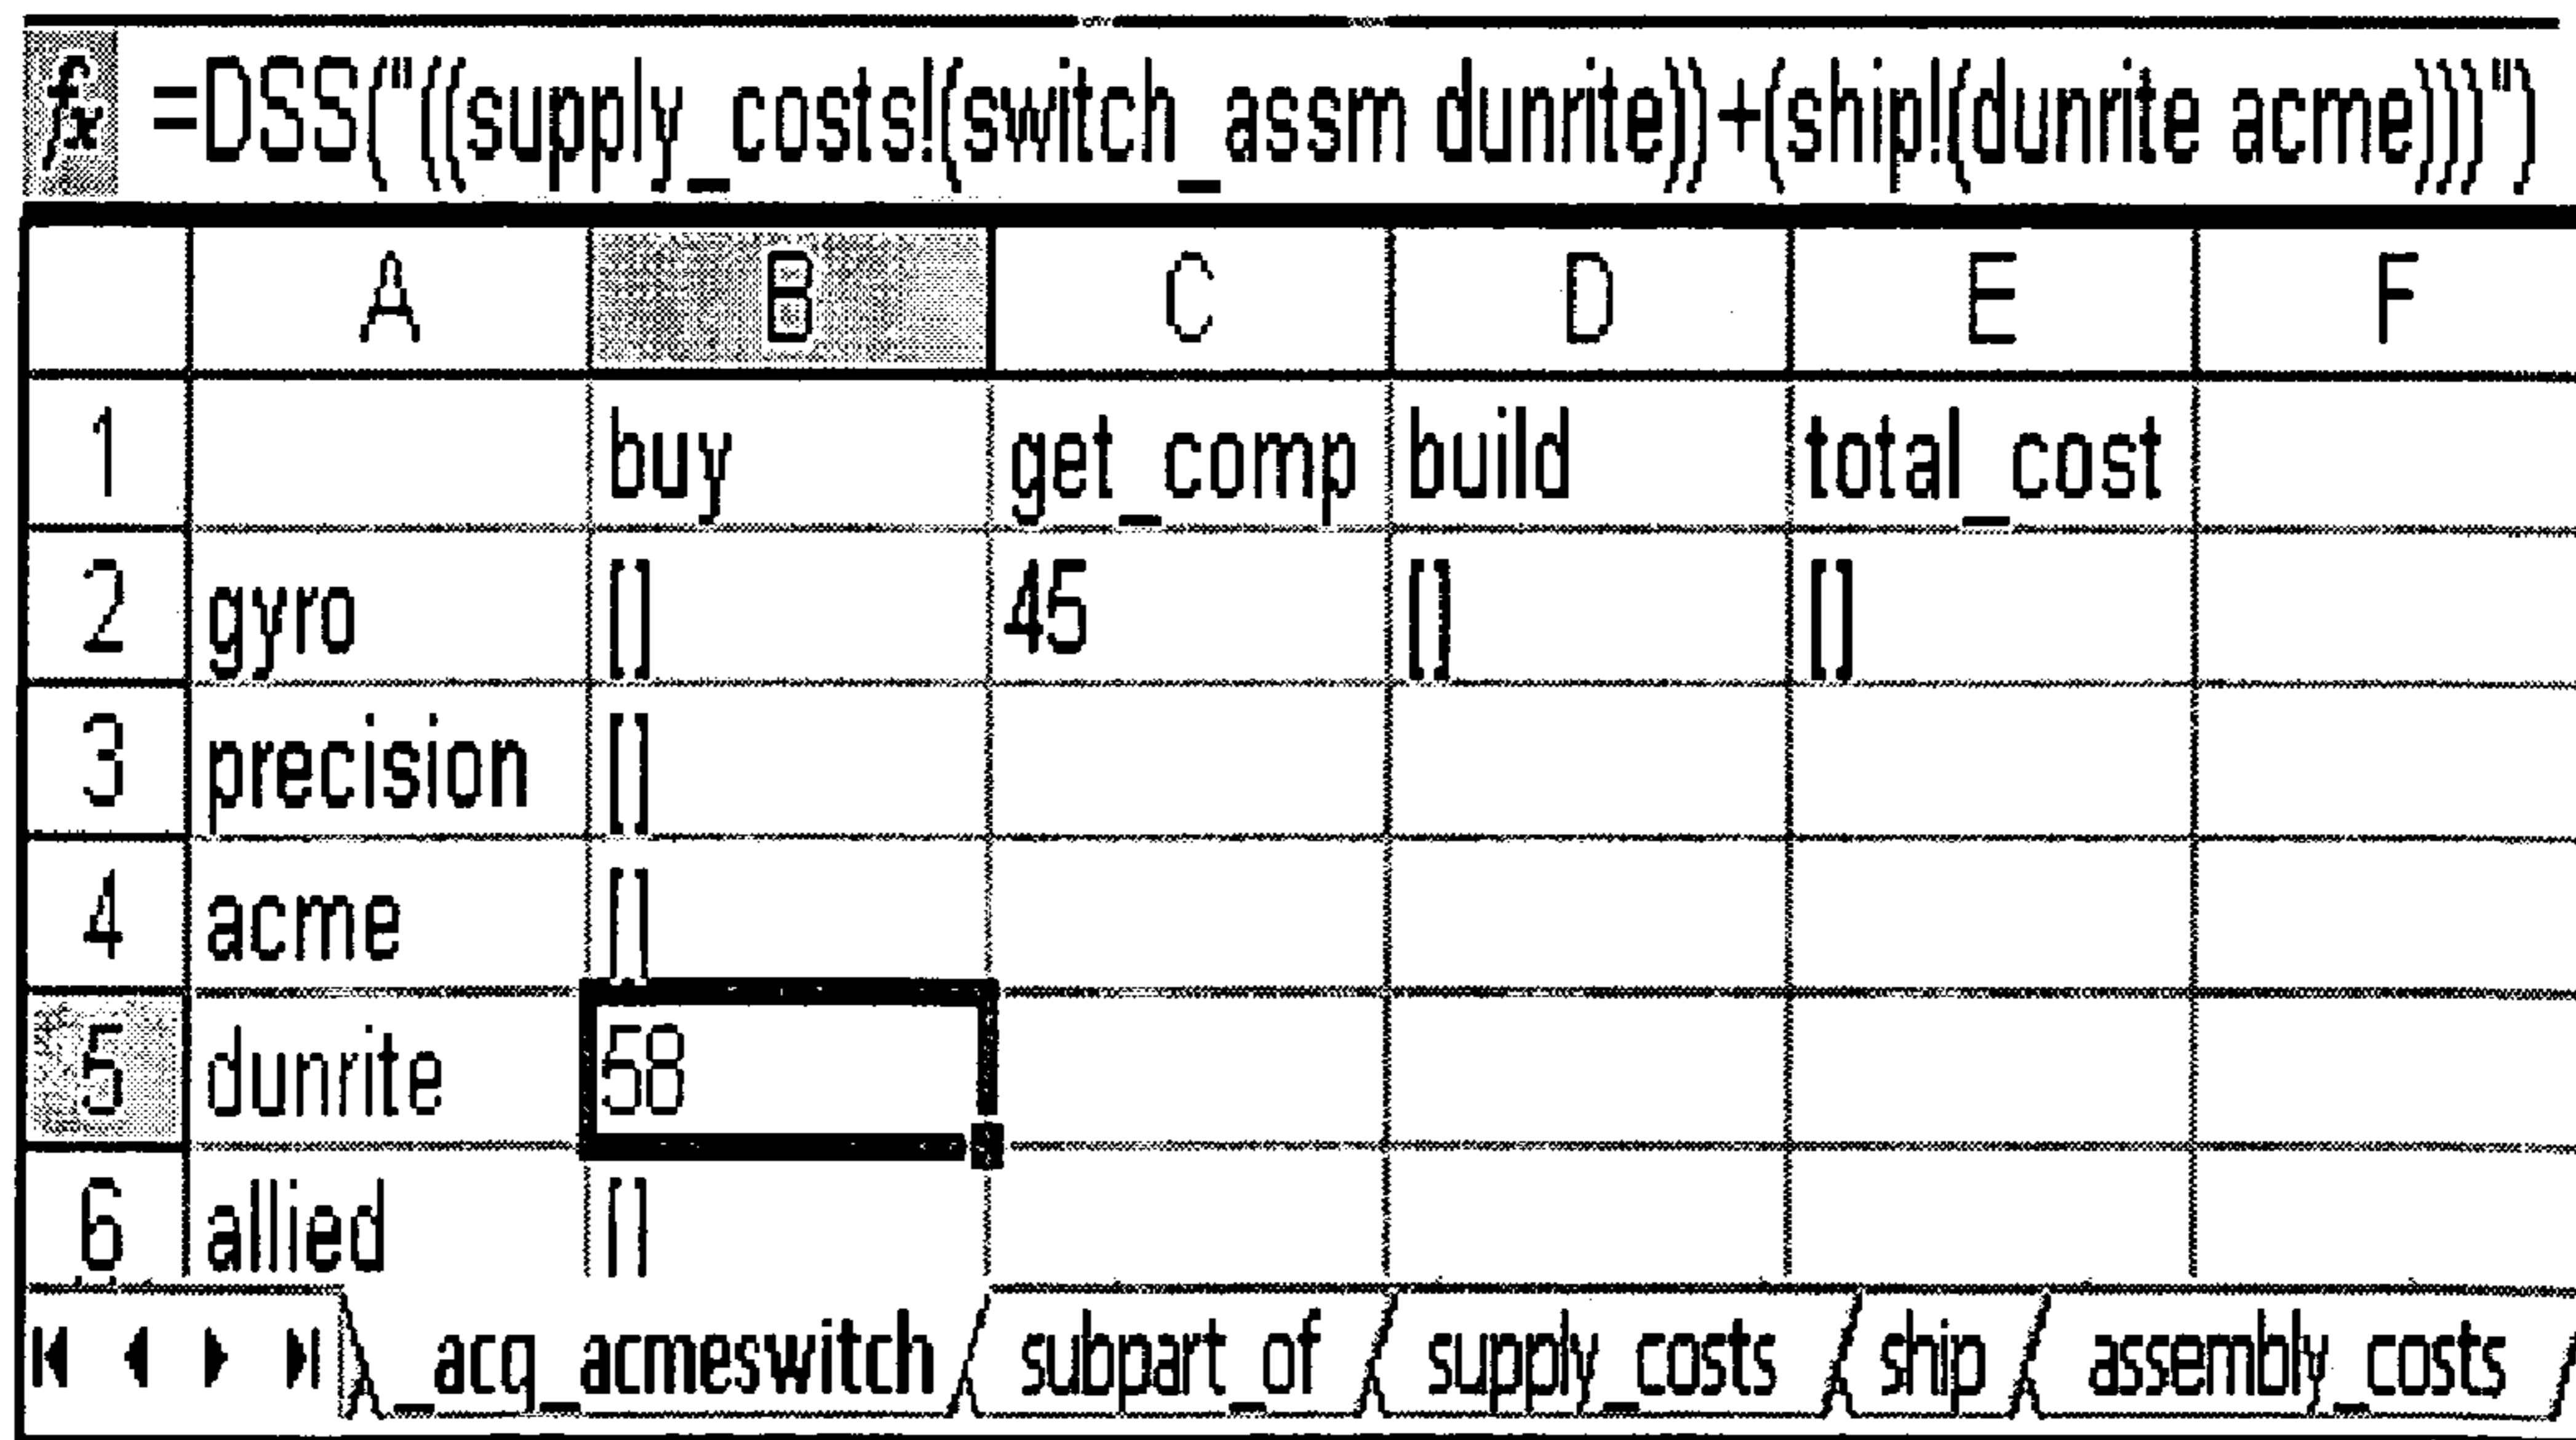 fx =DSS("((supply_costs!(switch_assm dunrite))+(ship!(dunrite acme)))")
A B C D E F
1 buy get_comp build total_cost
2 gyro [] 45 [] []
3 precision []
4 acme []
5 dunrite 58
6 allied []
_acq_acmeswitch subpart_of supply_costs ship assembly_costs